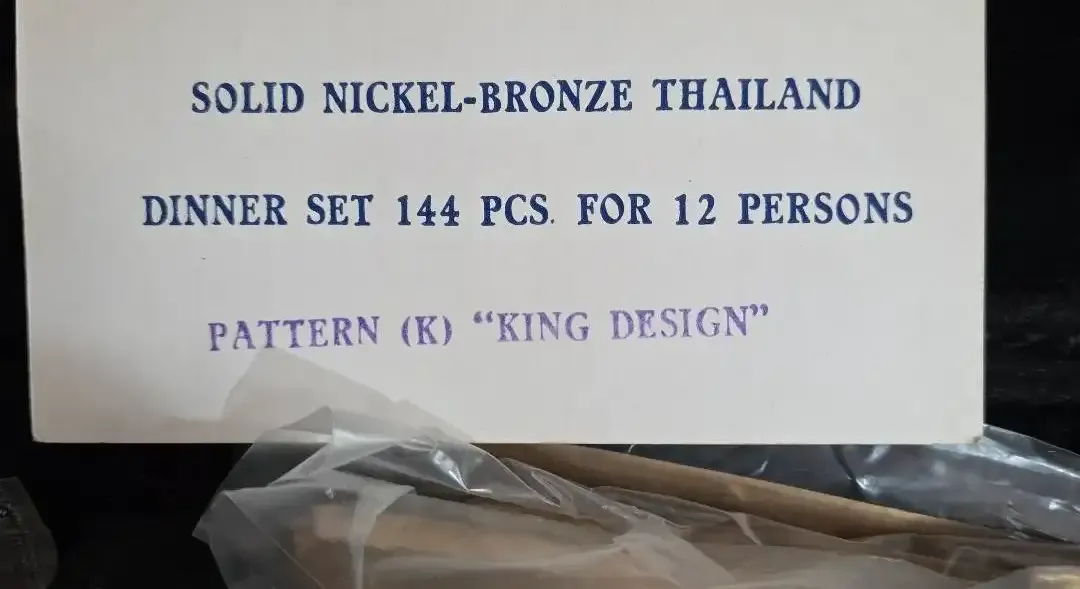 SOLID NICKEL-BRONZE THAILAND
DINNER SET 144 PCS. FOR 12 PERSONS
PATTERN (K) “KING DESIGN”